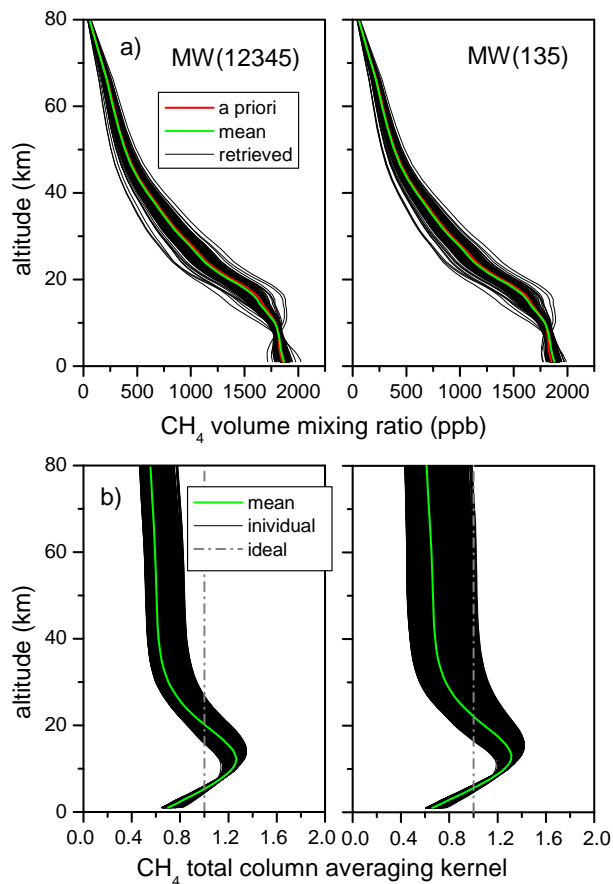 a)
MW(12345)
MW(135)
a priori
mean
retrieved
altitude (km)
80
60
40
20
0
0 500 1000 1500 2000
0 500 1000 1500 2000
CH4 volume mixing ratio (ppb)
b)
mean
inividual
ideal
altitude (km)
80
60
40
20
0
0.0 0.4 0.8 1.2 1.6 2.0
0.0 0.4 0.8 1.2 1.6 2.0
CH4 total column averaging kernel